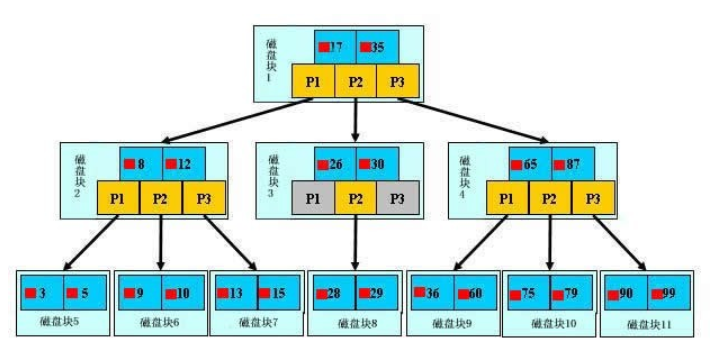 磁盘块1
17 35
P1 P2 P3
磁盘块2
8 12
P1 P2 P3
磁盘块3
26 30
P1 P2 P3
磁盘块4
65 87
P1 P2 P3
3 5
磁盘块5
9 10
磁盘块6
13 15
磁盘块7
28 29
磁盘块8
36 60
磁盘块9
75 79
磁盘块10
90 99
磁盘块11